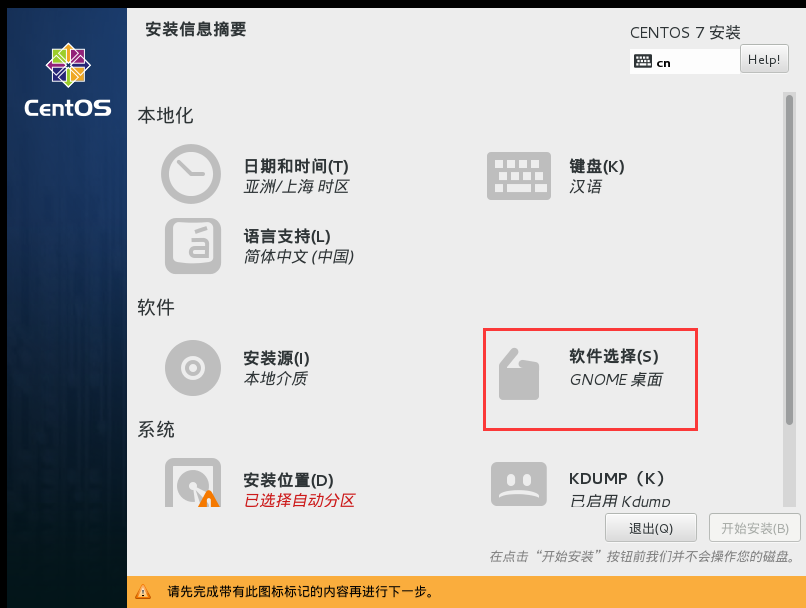 安装信息摘要
CENTOS 7 安装
cn
Help!
CentOS
本地化
日期和时间(T)
亚洲/上海 时区
键盘(K)
汉语
语言支持(L)
简体中文 (中国)
软件
安装源(I)
本地介质
软件选择(S)
GNOME 桌面
系统
安装位置(D)
已选择自动分区
KDUMP（K）
已启用 Kdump
退出(Q)
开始安装(B)
在点击“开始安装”按钮前我们并不会操作您的磁盘。
请先完成带有此图标标记的内容再进行下一步。